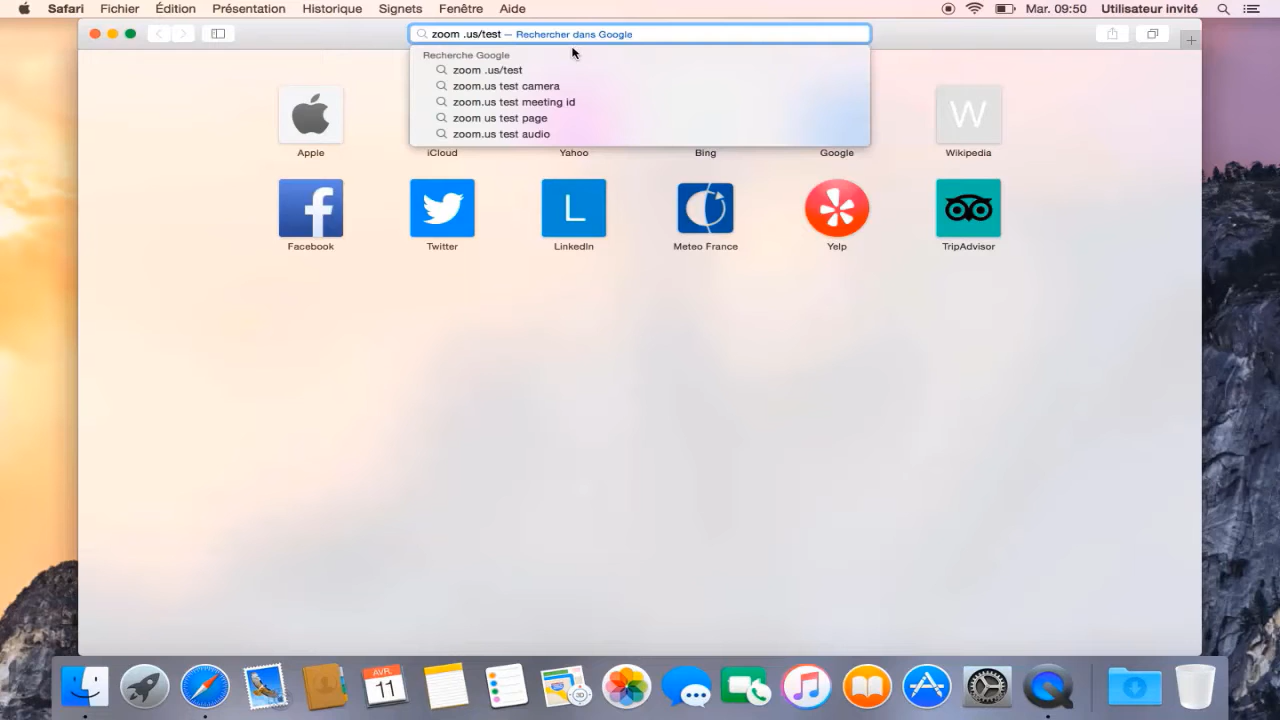 Safari Fichier Édition Présentation Historique Signets Fenêtre Aide Mar. 09:50 Utilisateur invité
zoom .us/test — Rechercher dans Google
Recherche Google
zoom .us/test
zoom.us test camera
zoom.us test meeting id
zoom us test page
zoom.us test audio
W
Apple iCloud Yahoo Bing Google Wikipedia
f L
Facebook Twitter LinkedIn Meteo France Yelp TripAdvisor
AVR.
11
3D